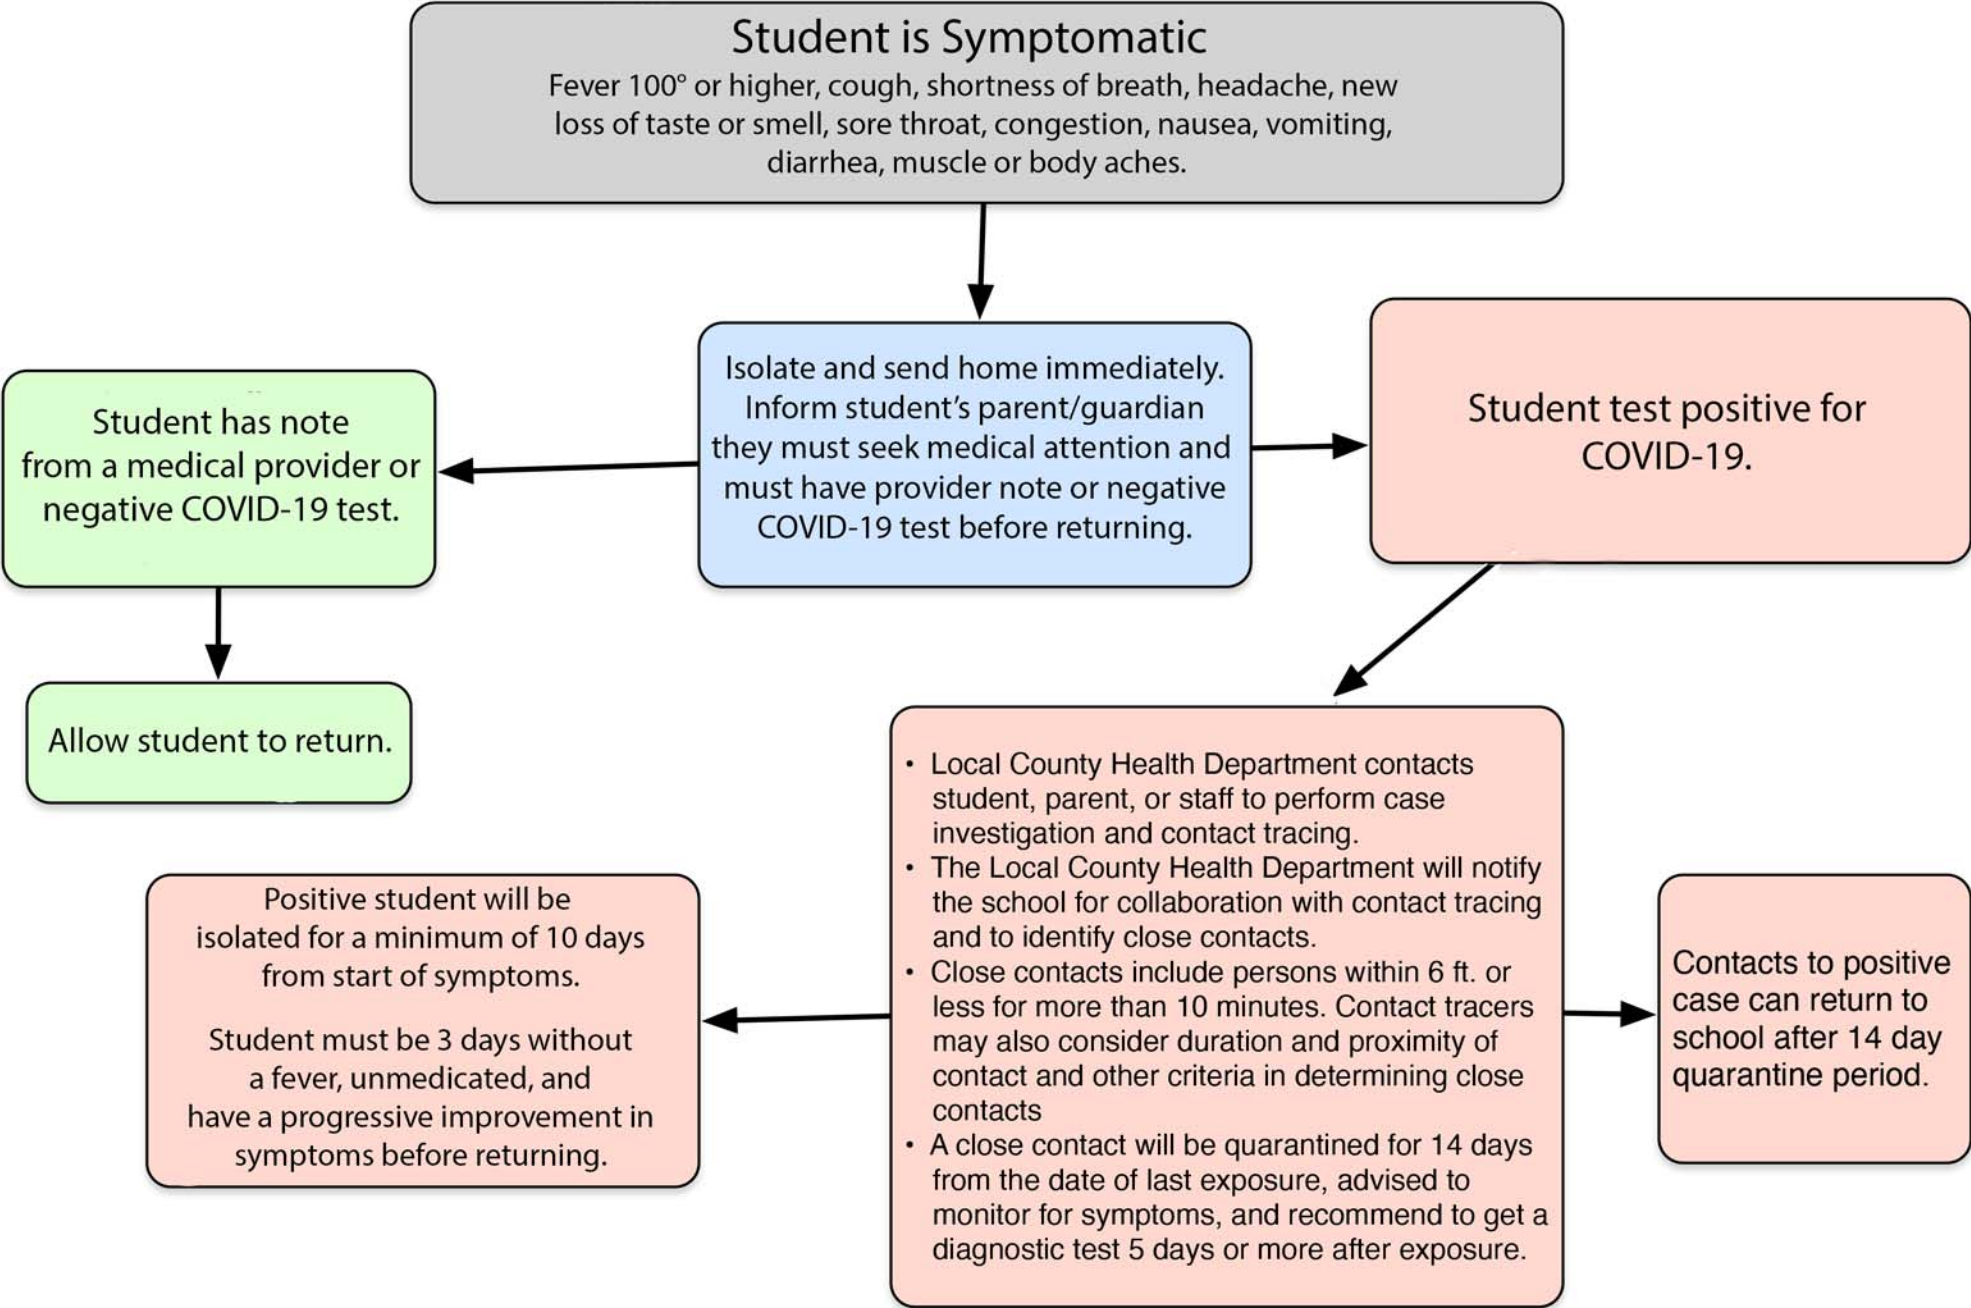 Student is Symptomatic
Fever 100° or higher, cough, shortness of breath, headache, new
loss of taste or smell, sore throat, congestion, nausea, vomiting,
diarrhea, muscle or body aches.
Isolate and send home immediately.
Inform student's parent/guardian
they must seek medical attention and
must have provider note or negative
COVID-19 test before returning.
Student has note
from a medical provider or
negative COVID-19 test.
Allow student to return.
Student test positive for
COVID-19.
• Local County Health Department contacts
student, parent, or staff to perform case
investigation and contact tracing.
• The Local County Health Department will notify
the school for collaboration with contact tracing
and to identify close contacts.
• Close contacts include persons within 6 ft. or
less for more than 10 minutes. Contact tracers
may also consider duration and proximity of
contact and other criteria in determining close
contacts
• A close contact will be quarantined for 14 days
from the date of last exposure, advised to
monitor for symptoms, and recommend to get a
diagnostic test 5 days or more after exposure.
Positive student will be
isolated for a minimum of 10 days
from start of symptoms.
Student must be 3 days without
a fever, unmedicated, and
have a progressive improvement in
symptoms before returning.
Contacts to positive
case can return to
school after 14 day
quarantine period.